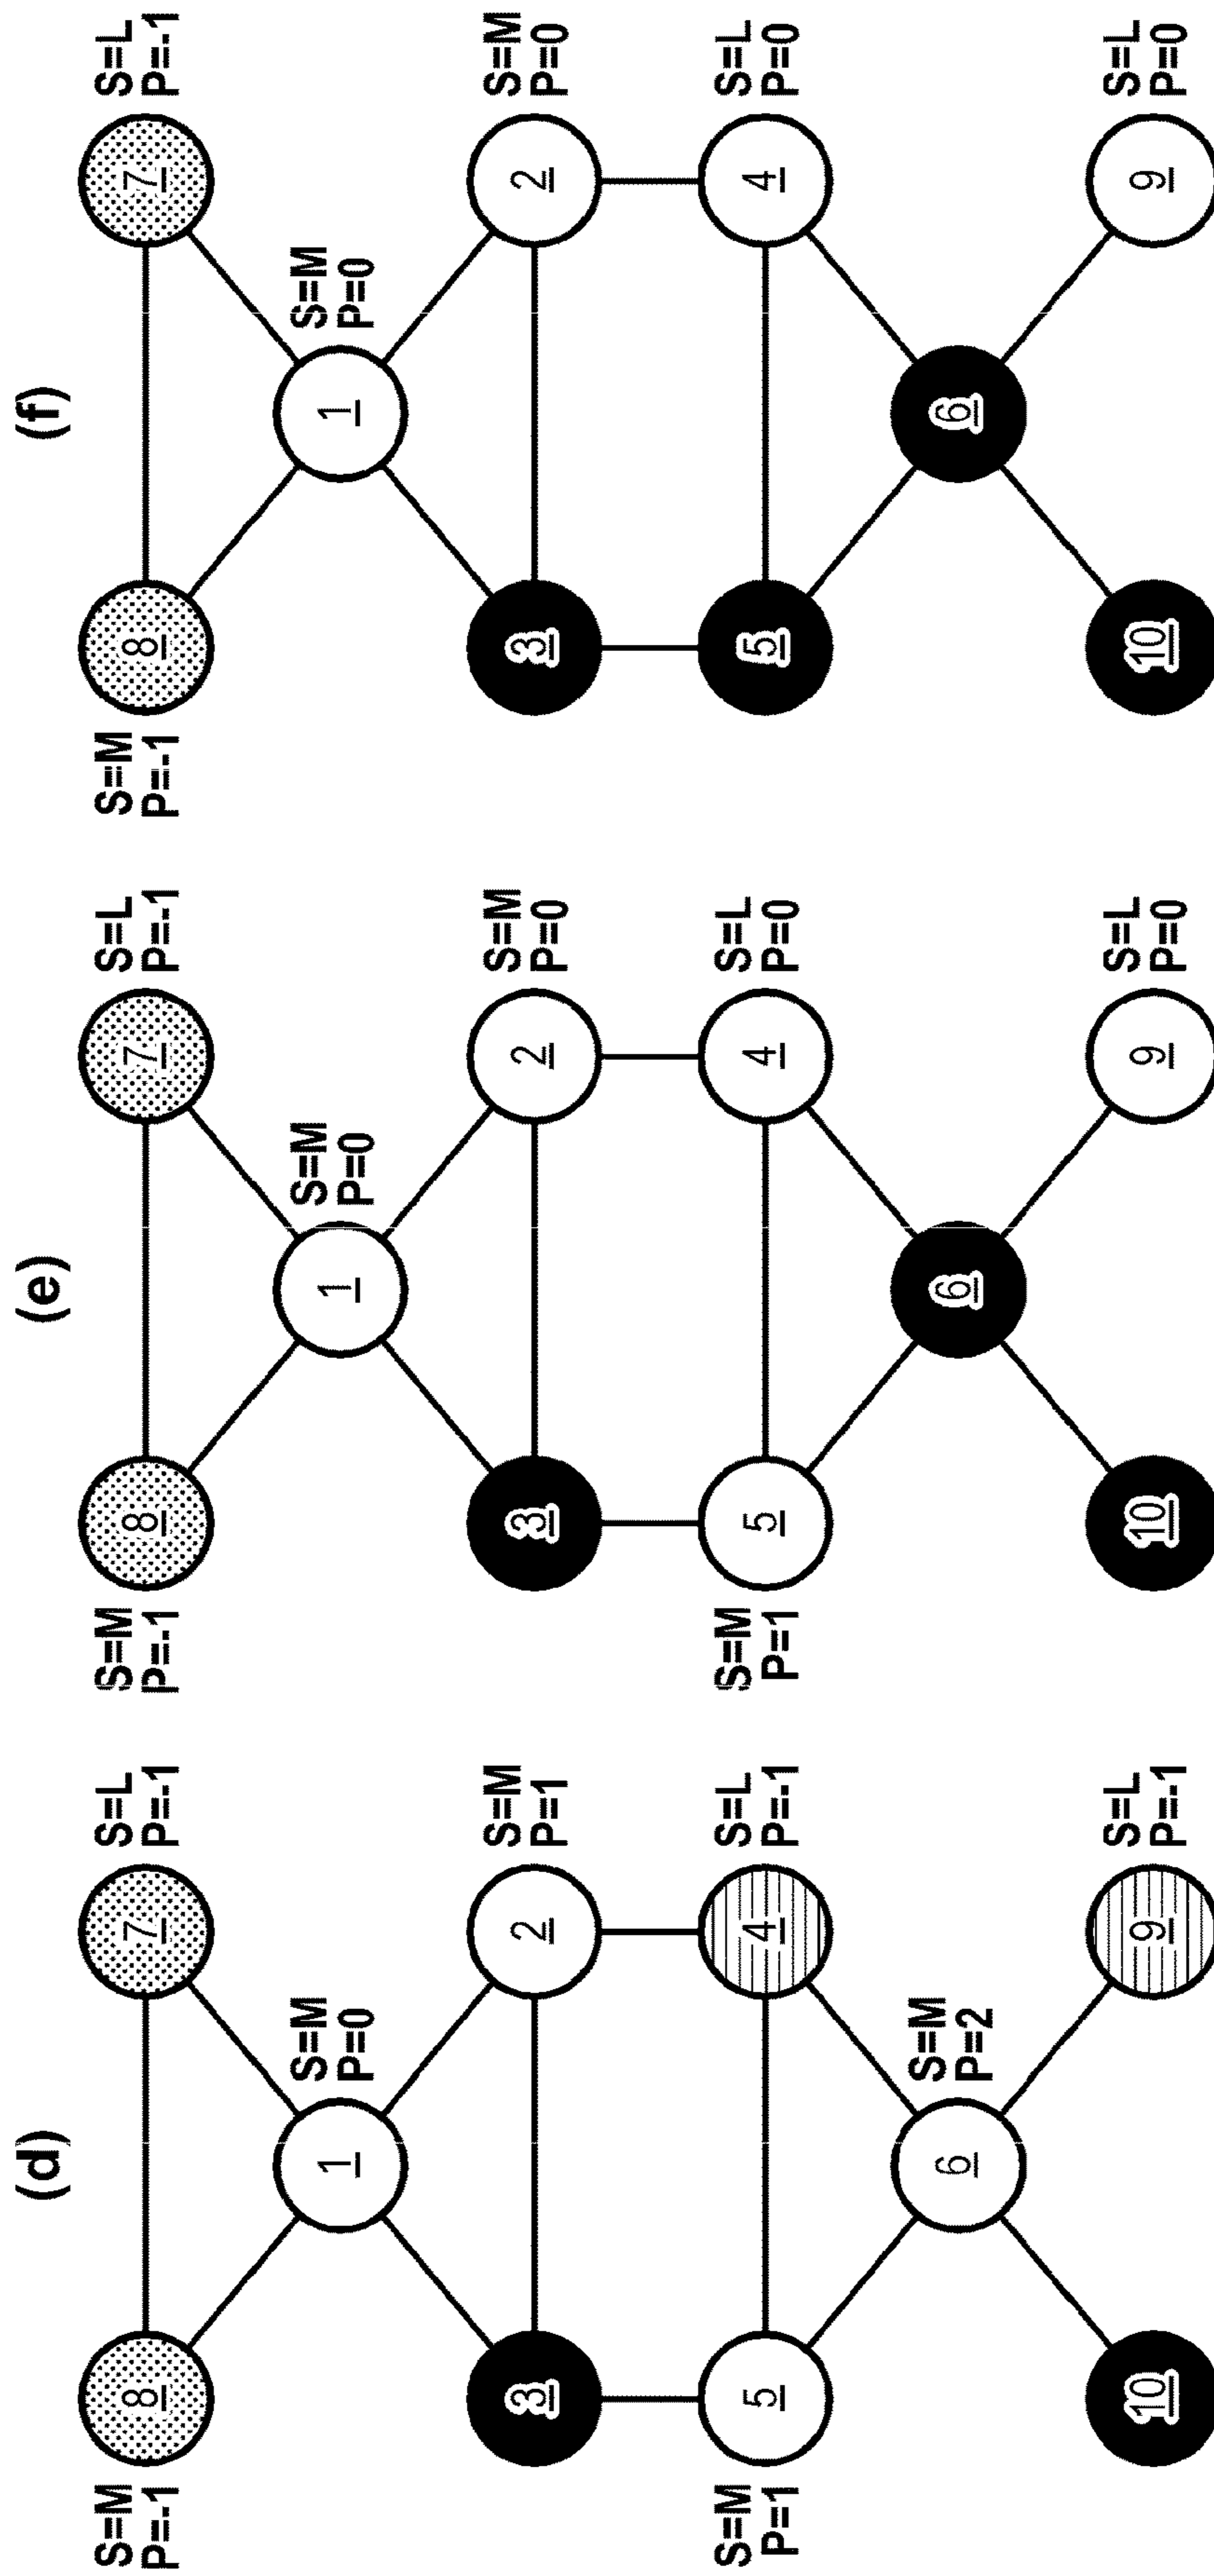 (d)
S=M
P=-1
8
7
S=L
P=-1
S=M
P=0
1
3
2
S=M
P=1
S=M
P=1
5
4
S=L
P=-1
S=M
P=2
6
10
9
S=L
P=-1
(e)
S=M
P=-1
8
7
S=L
P=-1
S=M
P=0
1
3
2
S=M
P=0
S=M
P=1
5
4
S=L
P=0
6
10
9
S=L
P=0
(f)
S=M
P=-1
8
7
S=L
P=-1
S=M
P=0
1
3
2
S=M
P=0
5
4
S=L
P=0
6
10
9
S=L
P=0